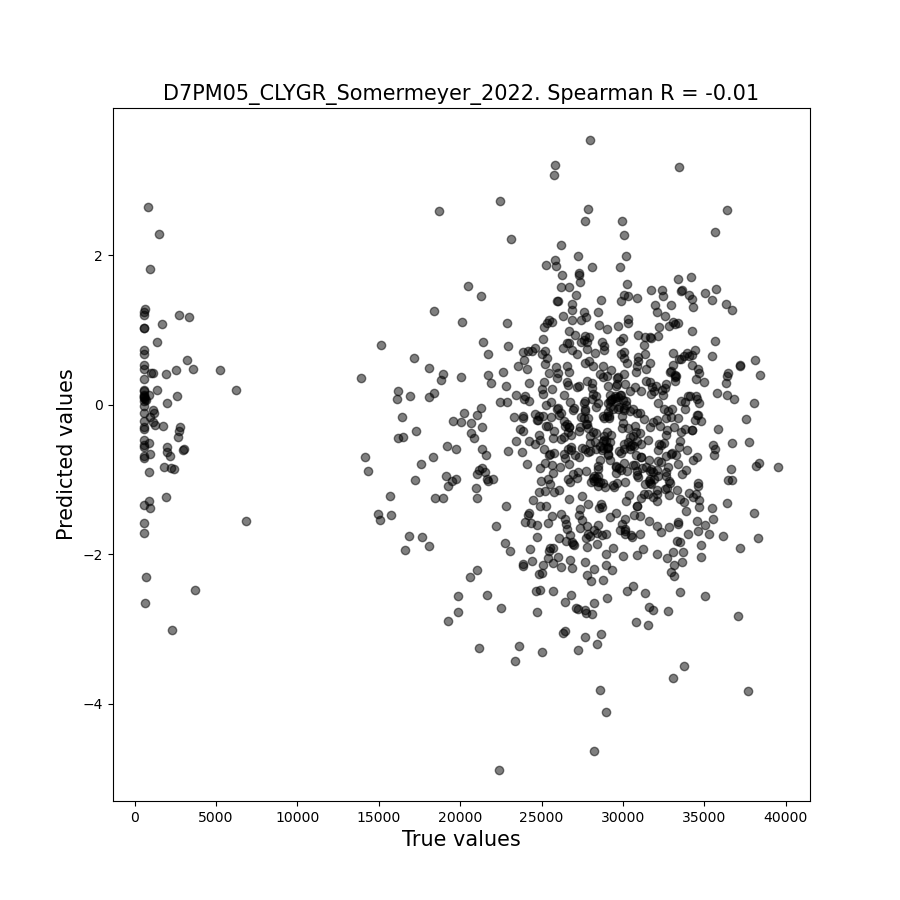 D7PM05_CLYGR_Somermeyer_2022. Spearman R = -0.01
Predicted values
2
0
−2
−4
0 5000 10000 15000 20000 25000 30000 35000 40000
True values